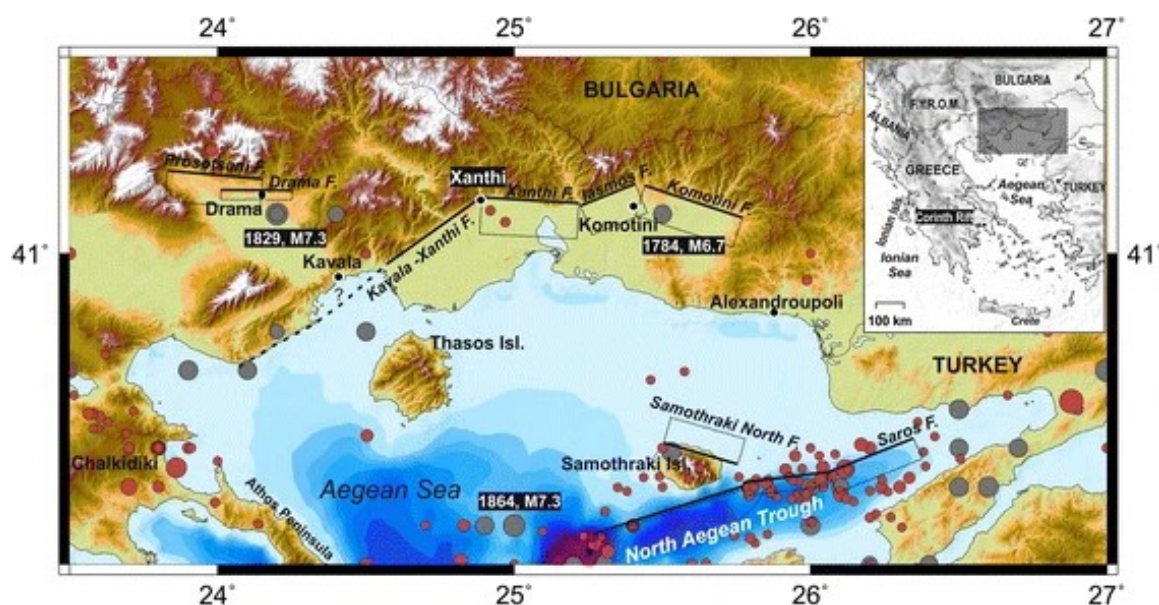 24°
25°
26°
27°
BULGARIA
Prosotsani F.
Drama F.
Drama
1829, M7.3
Xanthi
Xanthi F.
Iasmos F.
Komotini F.
Komotini
1784, M6.7
41°
41°
Kavala
Kavala -Xanthi F.
?
Alexandroupoli
Thasos Isl.
TURKEY
Samothraki North F.
Saros F.
Samothraki Isl.
Chalkidiki
Aegean Sea
1864, M7.3
Athos Peninsula
North Aegean Trough
24°
25°
26°
27°
BULGARIA
F.Y.R.O.M.
ALBANIA
GREECE
Aegean
Sea
TURKEY
Corinth Rift
Ionian Isl.
Ionian
Sea
Crete
100 km